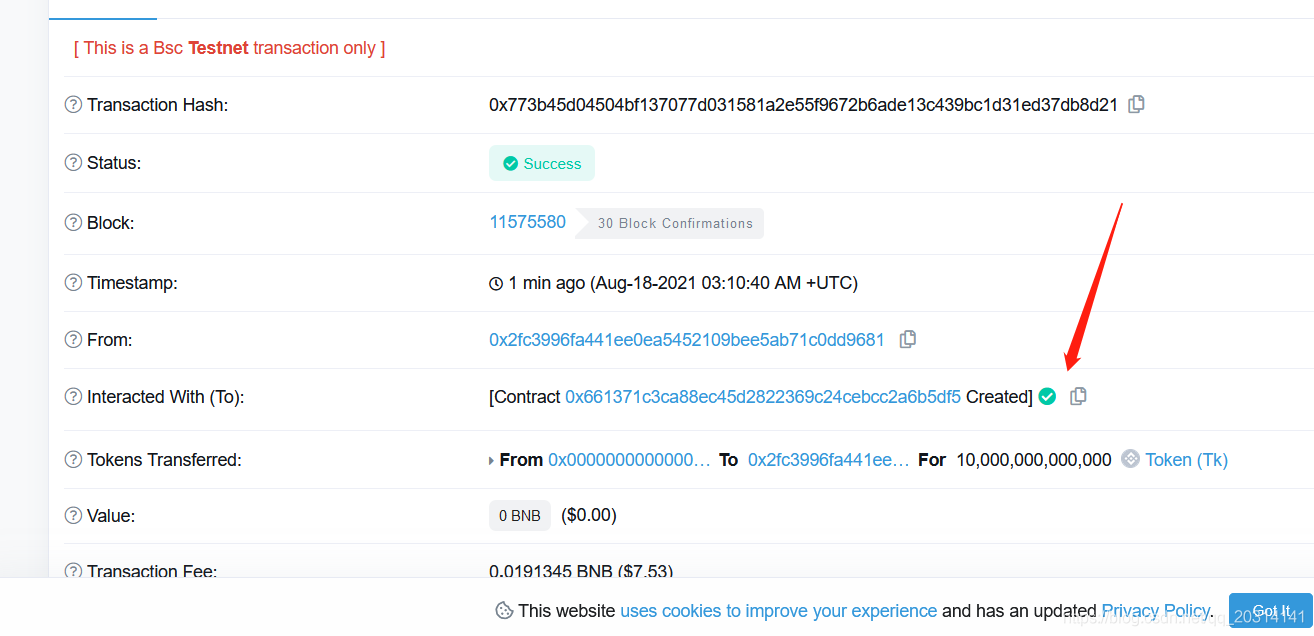 [ This is a Bsc Testnet transaction only ]
Transaction Hash: 0x773b45d04504bf137077d031581a2e55f9672b6ade13c439bc1d31ed37db8d21
Status: Success
Block: 11575580 30 Block Confirmations
Timestamp: 1 min ago (Aug-18-2021 03:10:40 AM +UTC)
From: 0x2fc3996fa441ee0ea5452109bee5ab71c0dd9681
Interacted With (To): [Contract 0x661371c3ca88ec45d2822369c24cebcc2a6b5df5 Created]
Tokens Transferred: From 0x0000000000000... To 0x2fc3996fa441ee... For 10,000,000,000,000 Token (Tk)
Value: 0 BNB ($0.00)
Transaction Fee: 0.0191345 BNB ($7.53)
This website uses cookies to improve your experience and has an updated Privacy Policy. Got It
https://blog.csdn.net/qq_20314141